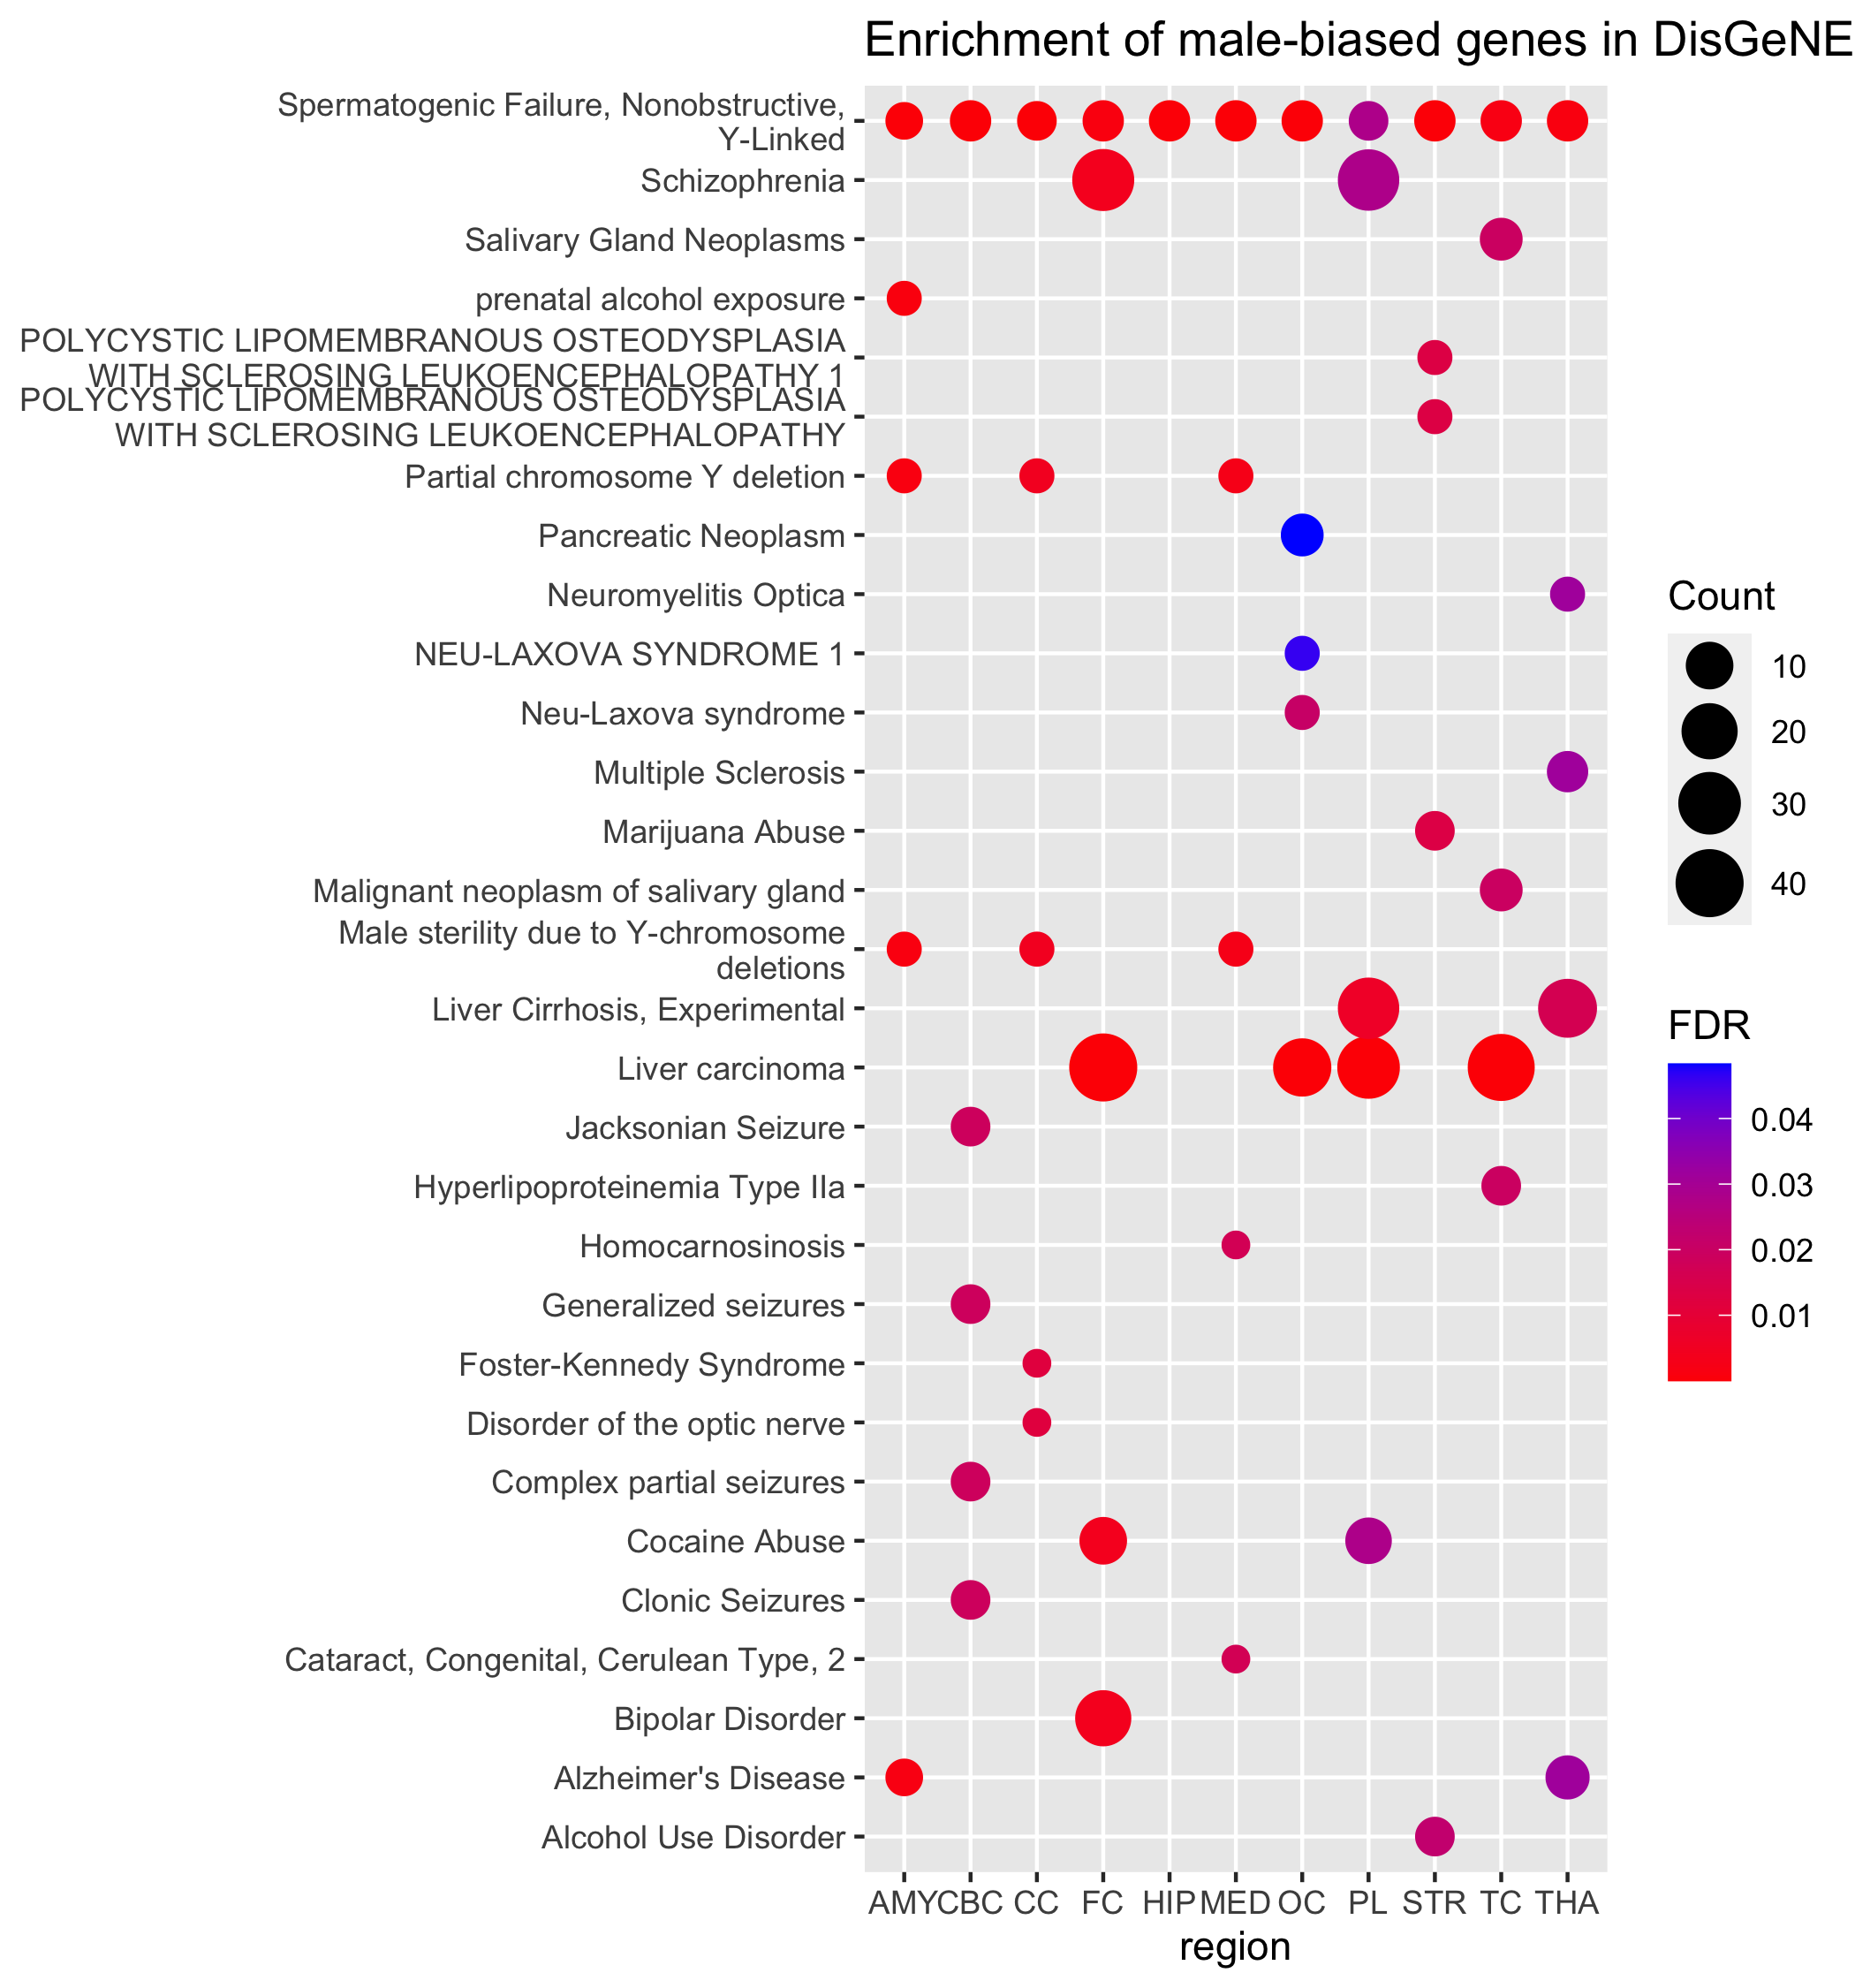 Enrichment of male-biased genes in DisGeNE
Spermatogenic Failure, Nonobstructive,
Y-Linked
Schizophrenia
Salivary Gland Neoplasms
prenatal alcohol exposure
POLYCYSTIC LIPOMEMBRANOUS OSTEODYSPLASIA
WITH SCLEROSING LEUKOENCEPHALOPATHY 1
POLYCYSTIC LIPOMEMBRANOUS OSTEODYSPLASIA
WITH SCLEROSING LEUKOENCEPHALOPATHY
Partial chromosome Y deletion
Pancreatic Neoplasm
Neuromyelitis Optica
NEU-LAXOVA SYNDROME 1
Neu-Laxova syndrome
Multiple Sclerosis
Marijuana Abuse
Malignant neoplasm of salivary gland
Male sterility due to Y-chromosome
deletions
Liver Cirrhosis, Experimental
Liver carcinoma
Jacksonian Seizure
Hyperlipoproteinemia Type IIa
Homocarnosinosis
Generalized seizures
Foster-Kennedy Syndrome
Disorder of the optic nerve
Complex partial seizures
Cocaine Abuse
Clonic Seizures
Cataract, Congenital, Cerulean Type, 2
Bipolar Disorder
Alzheimer's Disease
Alcohol Use Disorder
AMY CBC CC FC HIP MED OC PL STR TC THA
region
Count
10
20
30
40
FDR
0.04
0.03
0.02
0.01